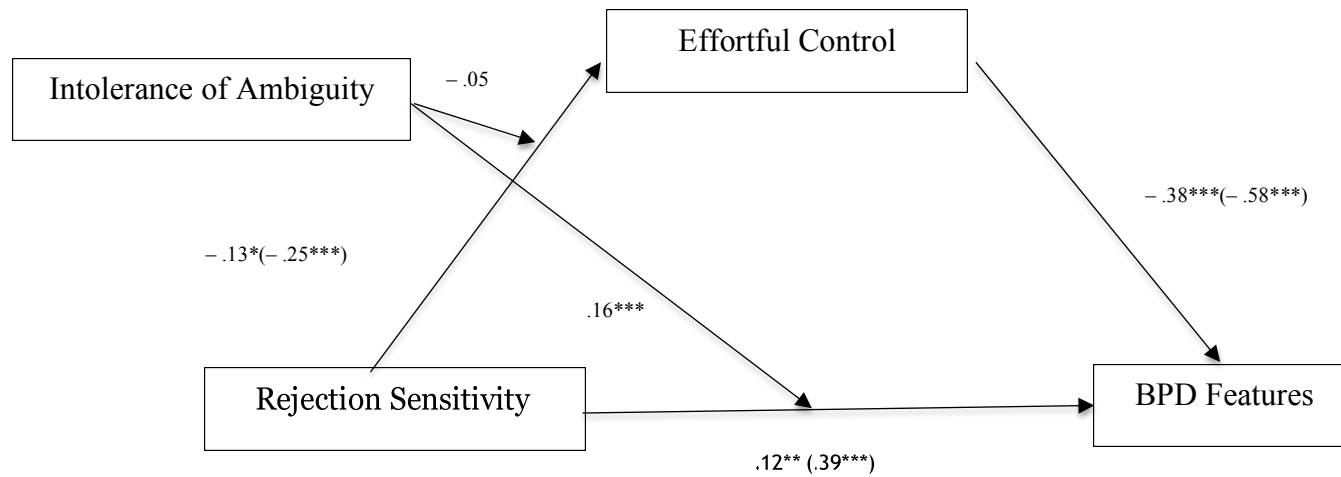 Effortful Control
Intolerance of Ambiguity
– .05
– .38***(– .58***)
– .13*(– .25***)
.16***
Rejection Sensitivity
BPD Features
.12** (.39***)